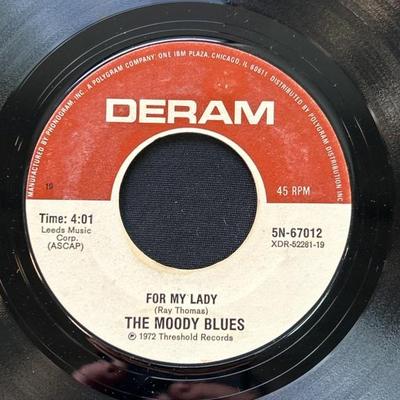 MANUFACTURED BY PHONOGRAM, INC., A POLYGRAM COMPANY, ONE IBM PLAZA, CHICAGO, IL 60611 DISTRIBUTED BY POLYGRAM DISTRIBUTION, INC.
DERAM
19
45 RPM
Time: 4:01
Leeds Music
Corp.
(ASCAP)
5N-67012
XDR-52281-19
FOR MY LADY
(Ray Thomas)
THE MOODY BLUES
℗ 1972 Threshold Records